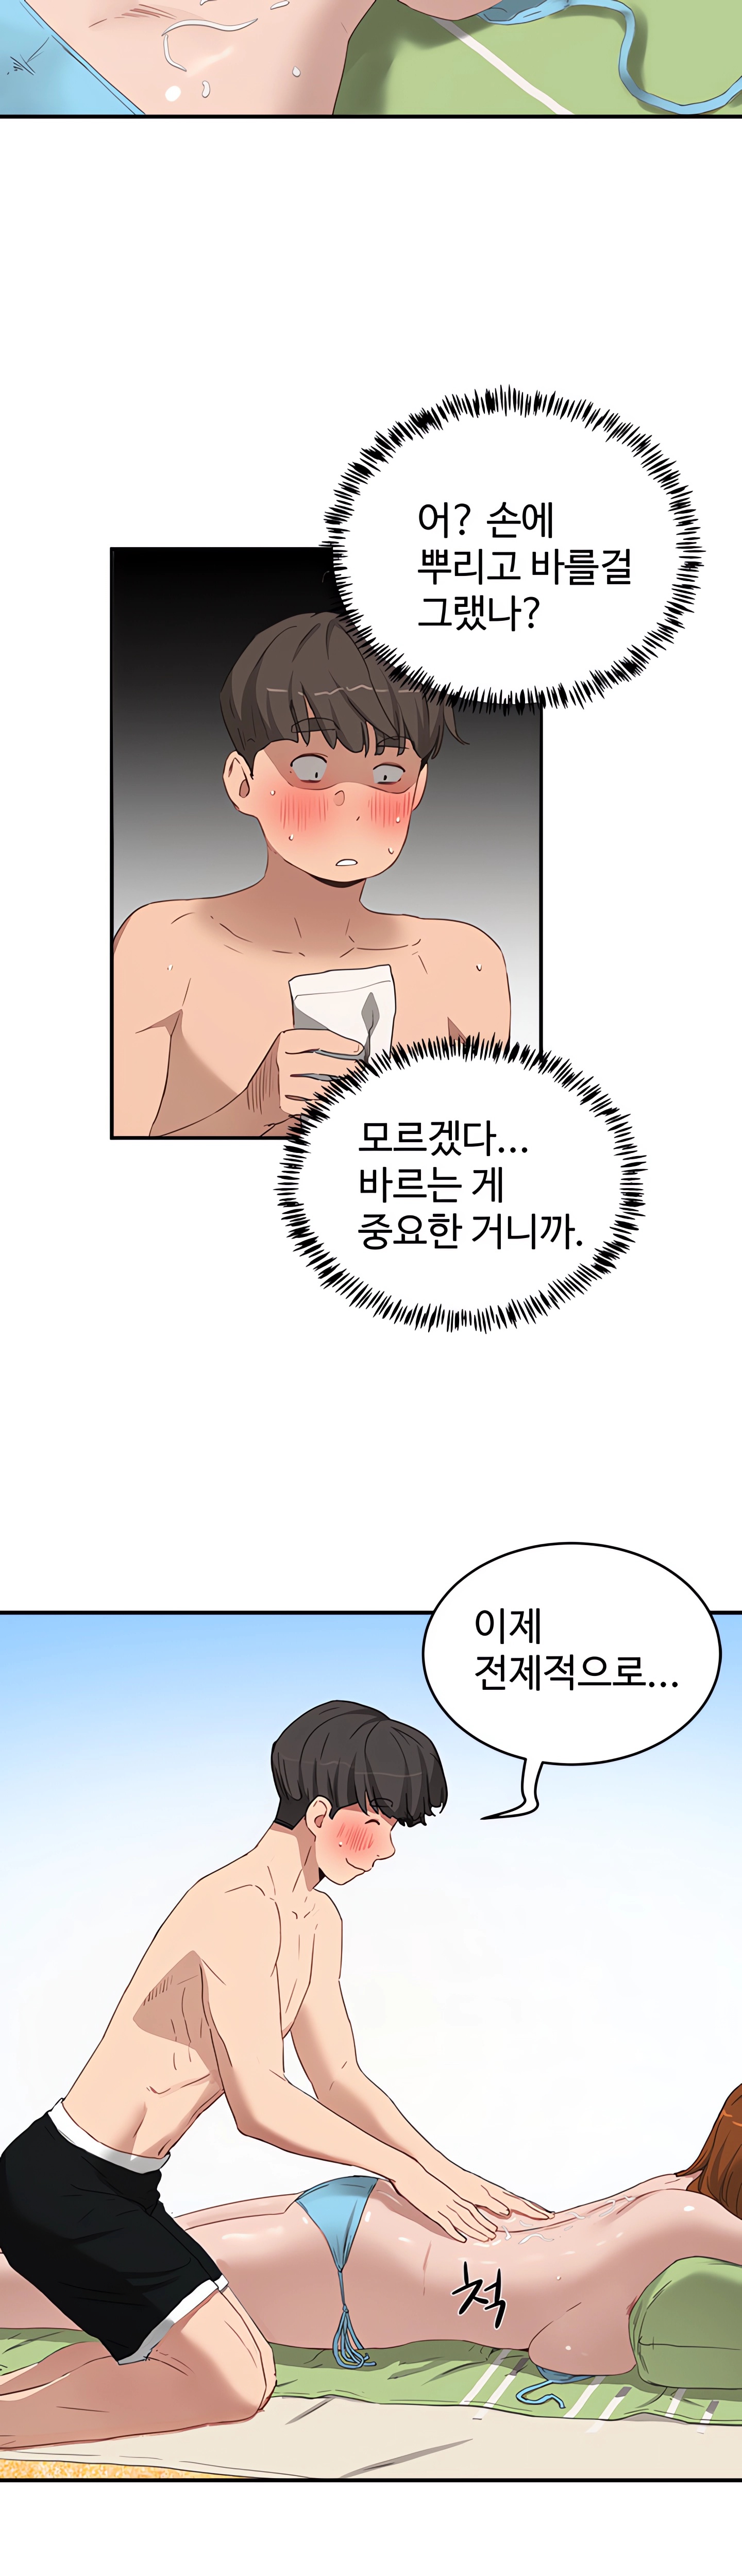 어? 손에
뿌리고 바를걸
그랬나?
모르겠다...
바르는 게
중요한 거니까.
이제
전제적으로...
척